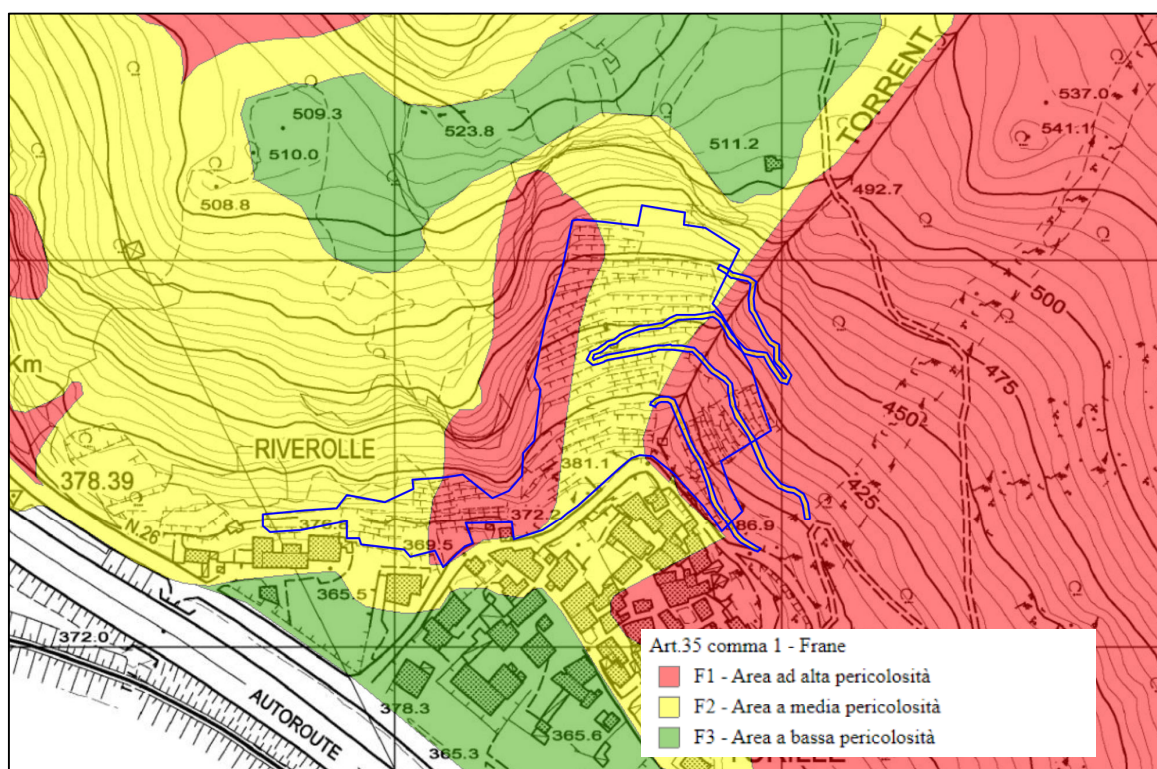 TORRENT
537.0
541.1
509.3
523.8
510.0
511.2
508.8
492.7
500
Km
475
450
RIVEROLLE
381.1
378.39
425
372.2
N.26
369.5
86.9
365.5
372.0
AUTOROUTE
378.3
365.3
365.6
Art.35 comma 1 - Frane
F1 - Area ad alta pericolosità
F2 - Area a media pericolosità
F3 - Area a bassa pericolosità